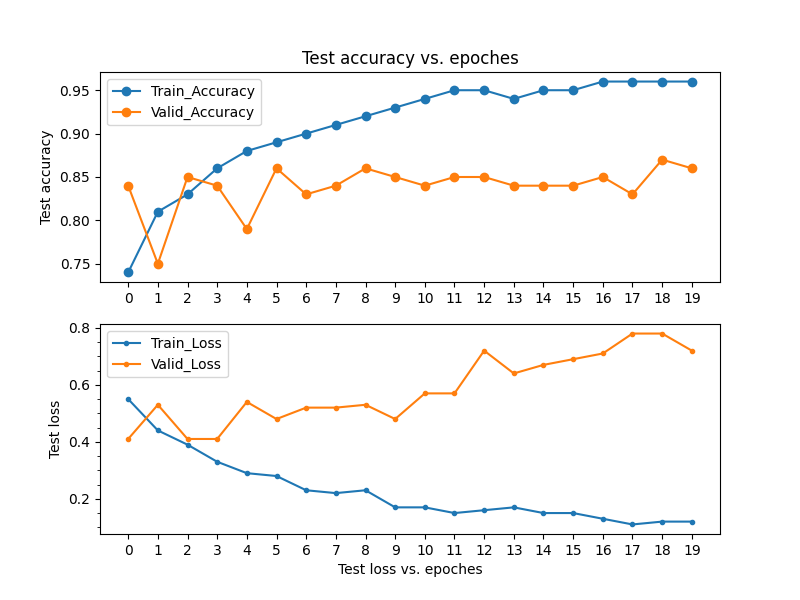 Test accuracy vs. epoches
Train_Accuracy
Valid_Accuracy
Test accuracy
0.95
0.90
0.85
0.80
0.75
0 1 2 3 4 5 6 7 8 9 10 11 12 13 14 15 16 17 18 19
Train_Loss
Valid_Loss
Test loss
0.8
0.6
0.4
0.2
0 1 2 3 4 5 6 7 8 9 10 11 12 13 14 15 16 17 18 19
Test loss vs. epoches